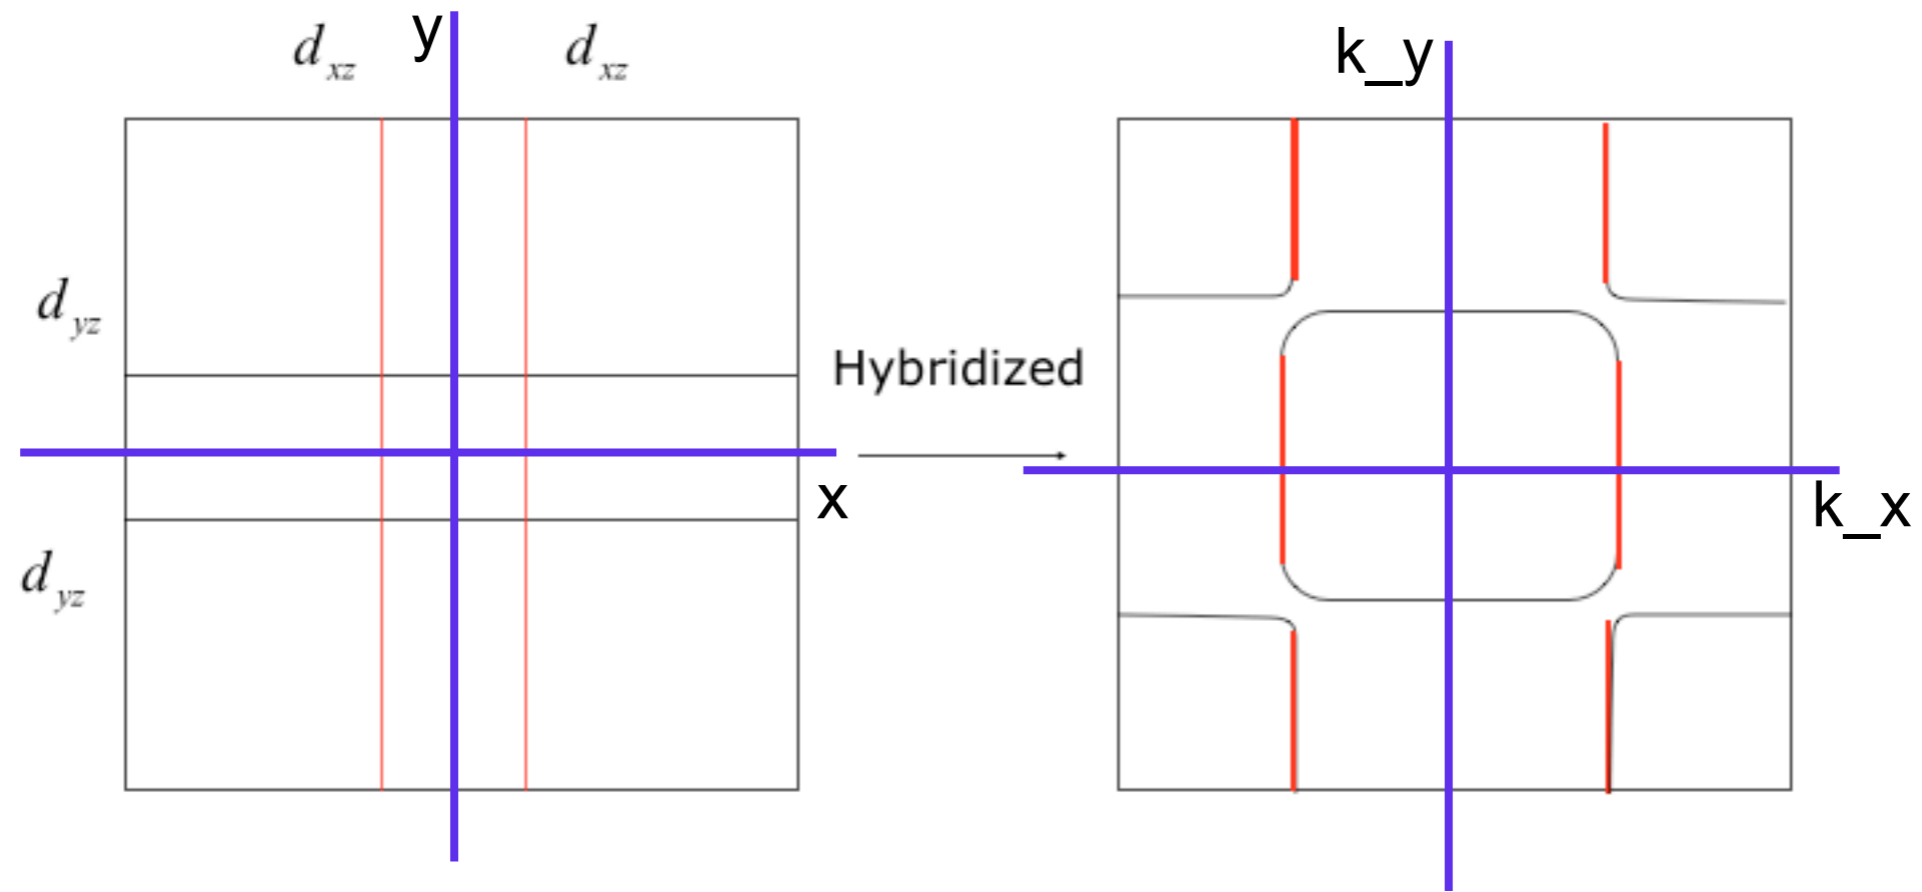 d_xz
y
d_xz
k_y
d_yz
Hybridized
x
k_x
d_yz